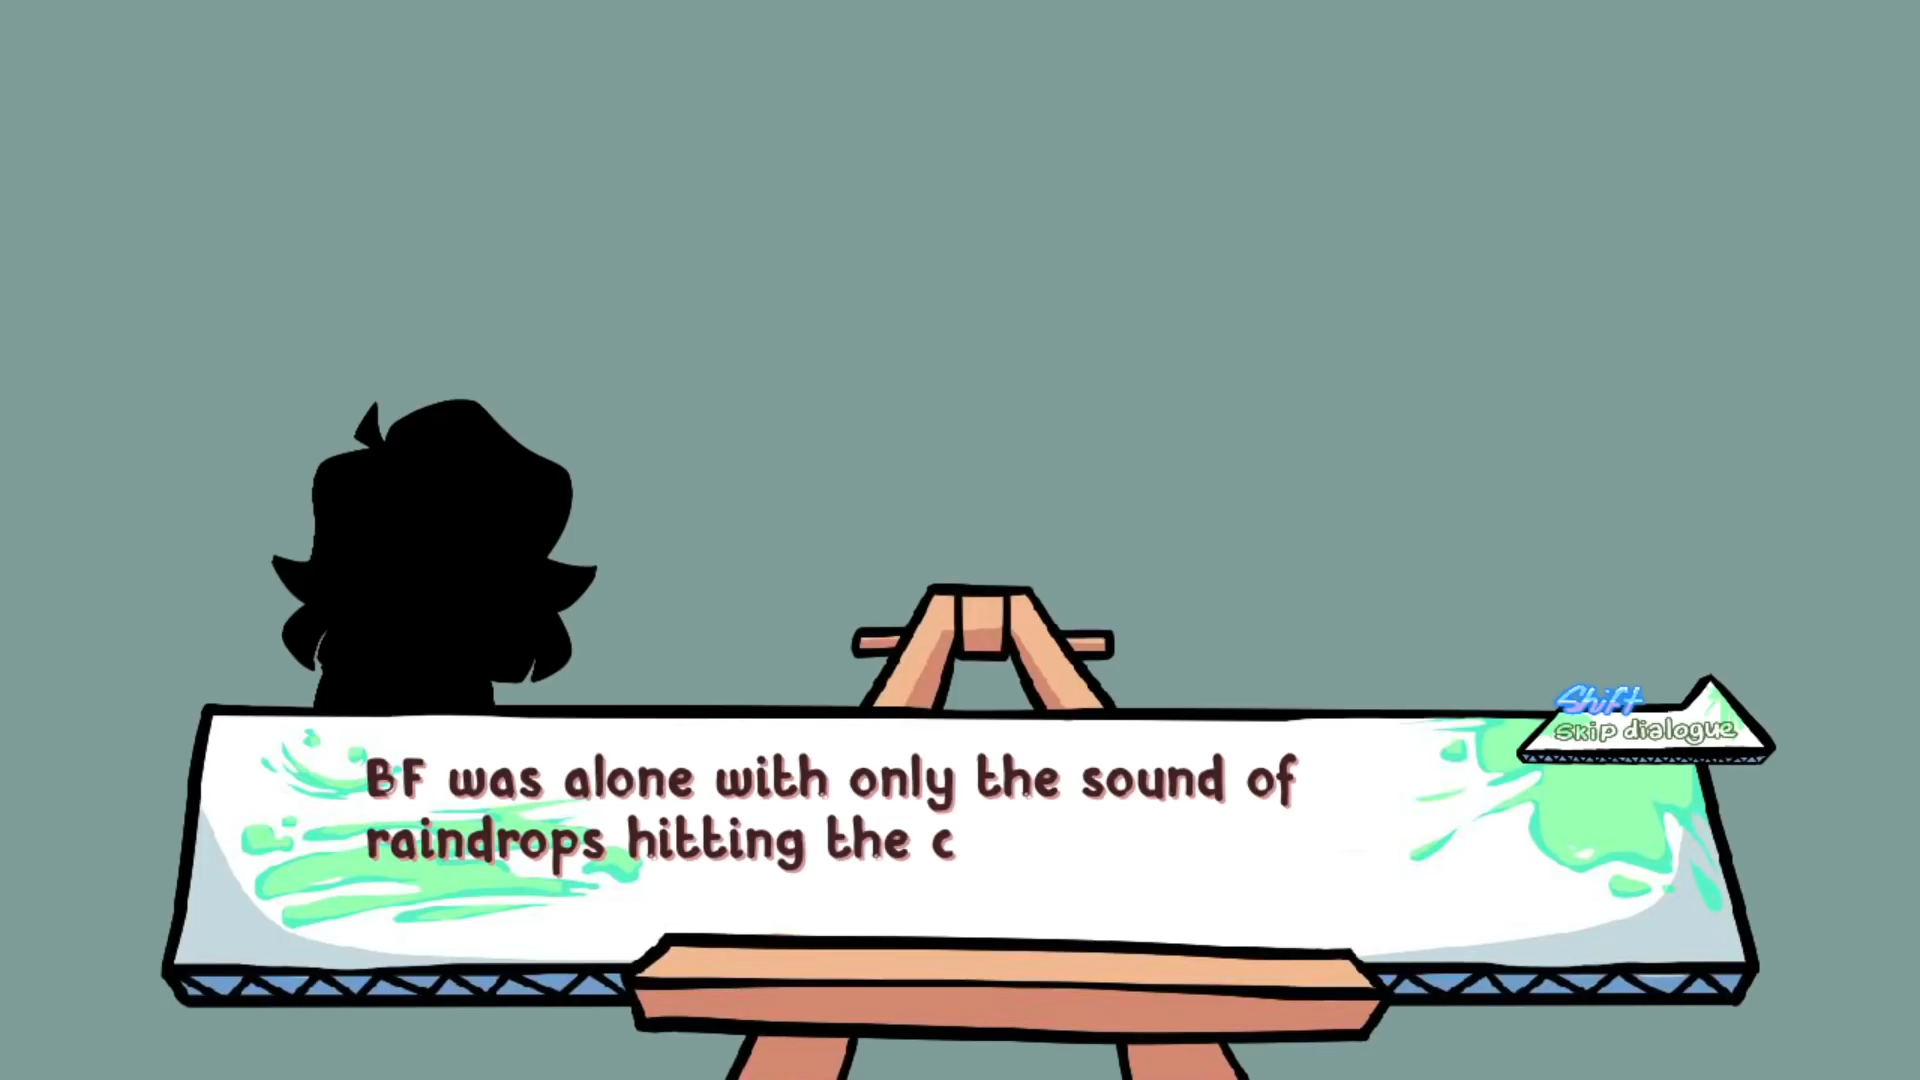 Shift
skip dialogue
BF was alone with only the sound of
raindrops hitting the c